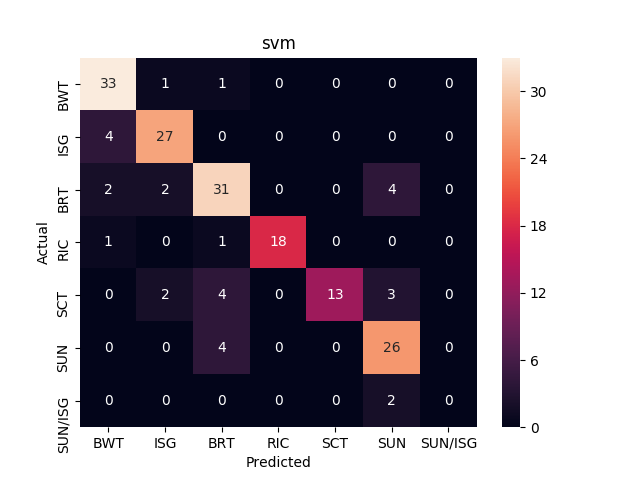 svm
BWT 33 1 1 0 0 0 0
ISG 4 27 0 0 0 0 0
BRT 2 2 31 0 0 4 0
RIC 1 0 1 18 0 0 0
SCT 0 2 4 0 13 3 0
SUN 0 0 4 0 0 26 0
SUN/ISG 0 0 0 0 0 2 0
BWT ISG BRT RIC SCT SUN SUN/ISG
Predicted
Actual
30
24
18
12
6
0